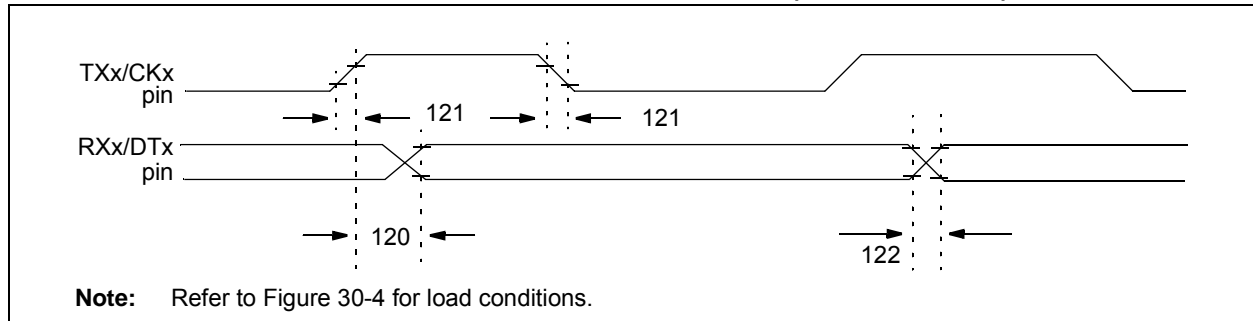 TXx/CKx
pin
121
121
RXx/DTx
pin
120
122
Note: Refer to Figure 30-4 for load conditions.